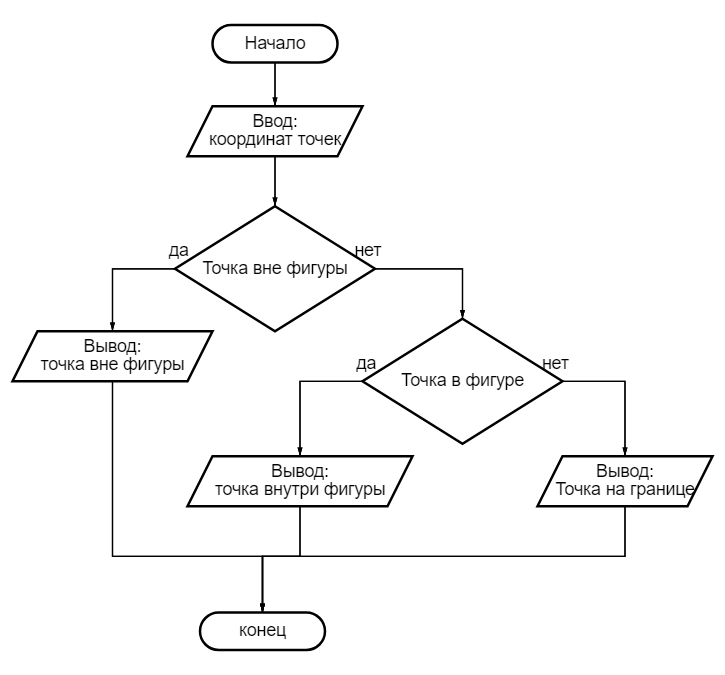 Начало
Ввод:
координат точек
да
нет
Точка вне фигуры
Вывод:
точка вне фигуры
да
нет
Точка в фигуре
Вывод:
точка внутри фигуры
Вывод:
Точка на границе
конец